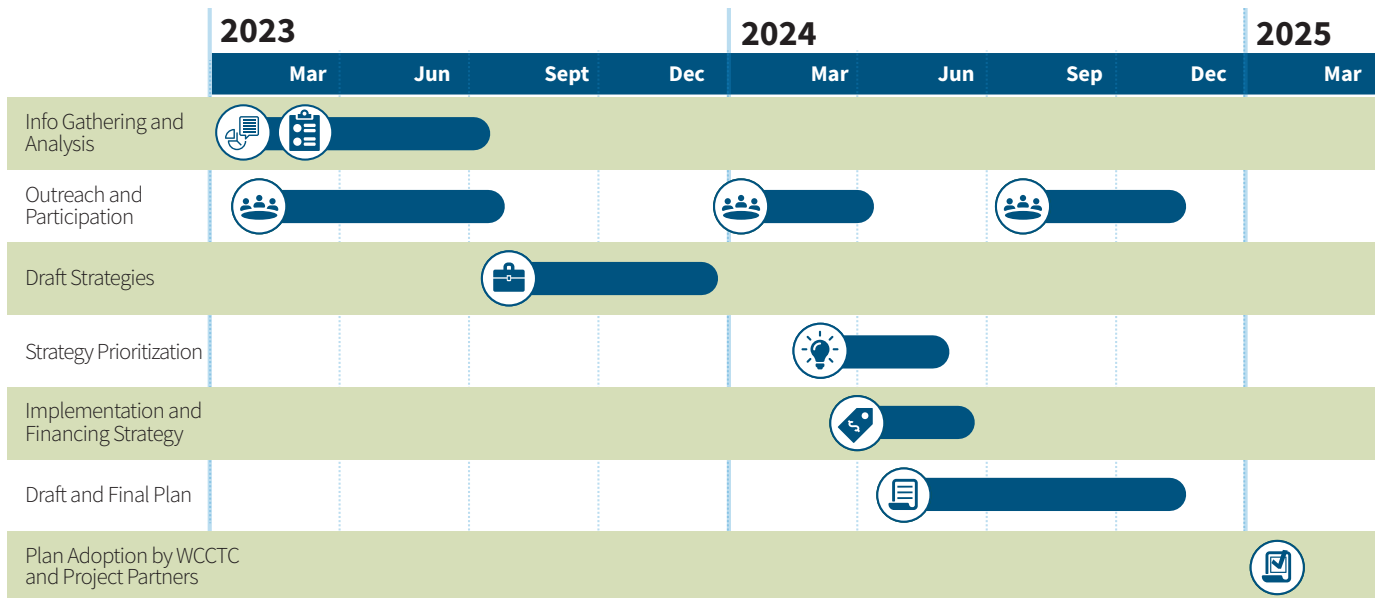 2023 2024 2025
Mar Jun Sept Dec Mar Jun Sep Dec Mar
Info Gathering and
Analysis
Outreach and
Participation
Draft Strategies
Strategy Prioritization
Implementation and
Financing Strategy
Draft and Final Plan
Plan Adoption by WCCTC
and Project Partners